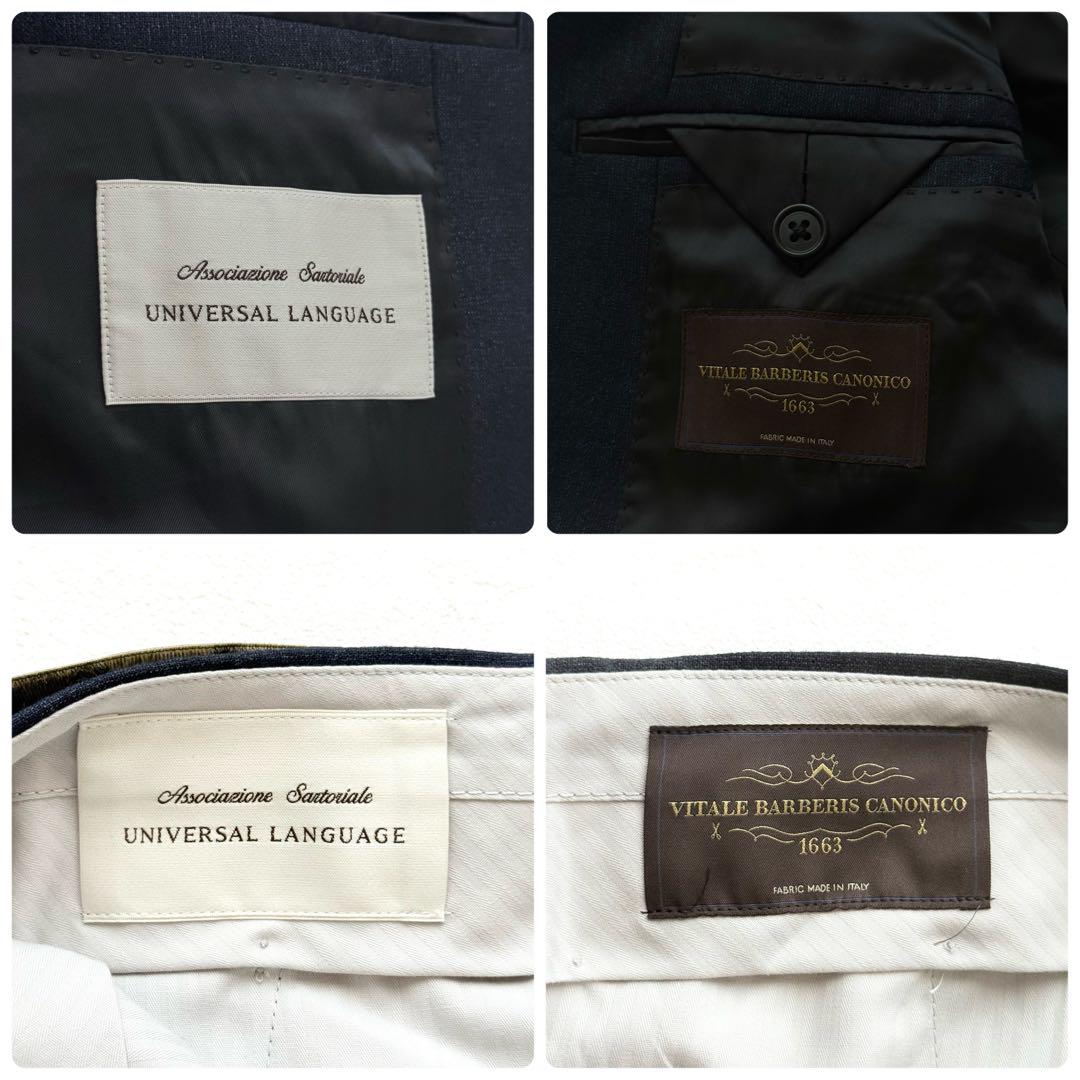 Associazione Sartoriale
UNIVERSAL LANGUAGE
VITALE BARBERIS CANONICO
1663
FABRIC MADE IN ITALY
Associazione Sartoriale
UNIVERSAL LANGUAGE
VITALE BARBERIS CANONICO
1663
FABRIC MADE IN ITALY